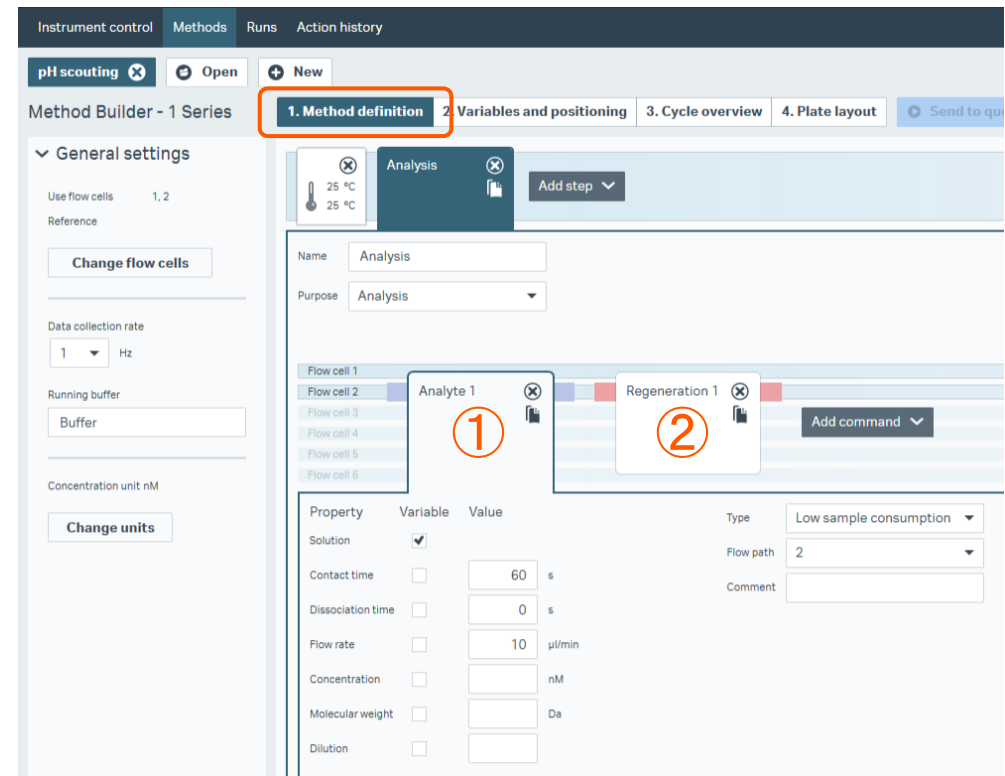 Instrument control Methods Runs Action history
pH scouting Open New
Method Builder - 1 Series 1. Method definition 2. Variables and positioning 3. Cycle overview 4. Plate layout Send to qu
General settings
Use flow cells 1, 2
Reference
Change flow cells
Data collection rate
1 Hz
Running buffer
Buffer
Concentration unit nM
Change units
25 °C
25 °C
Analysis
Add step
Name Analysis
Purpose Analysis
Flow cell 1
Flow cell 2
Flow cell 3
Flow cell 4
Flow cell 5
Flow cell 6
Analyte 1
①
Regeneration 1
②
Add command
Property Variable Value
Solution
Contact time 60 s
Dissociation time 0 s
Flow rate 10 µl/min
Concentration nM
Molecular weight Da
Dilution
Type Low sample consumption
Flow path 2
Comment